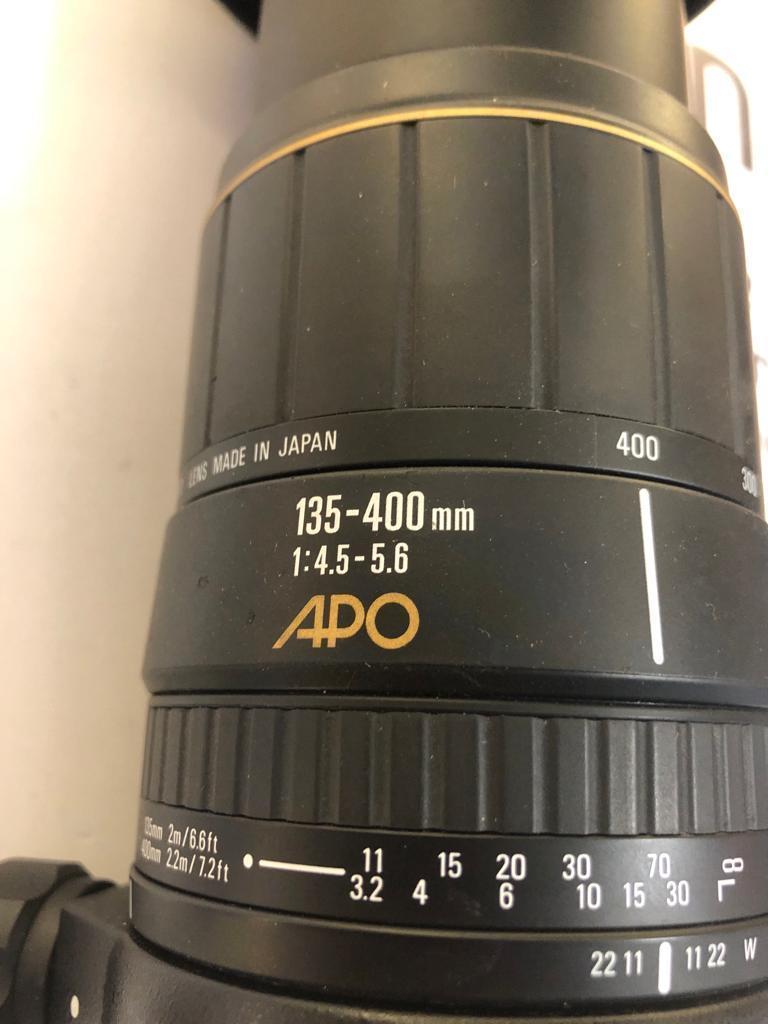 LENS MADE IN JAPAN 400 300
135-400mm
1:4.5-5.6
APO
135mm 2m/6.6ft
400mm 2.2m/7.2ft
11 15 20 30 70 ∞
3.2 4 6 10 15 30 L
22 11 11 22 W